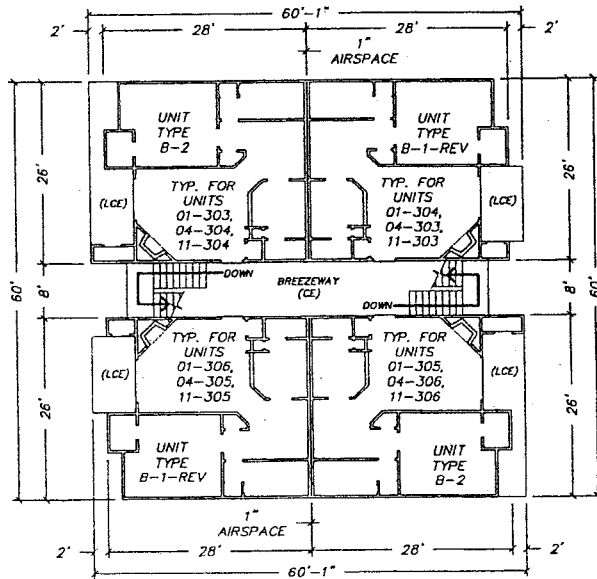 60'-1"
2'
28'
28'
2'
1"
AIRSPACE
UNIT
TYPE
B-2
UNIT
TYPE
B-1-REV
26'
26'
(LCE)
TYP. FOR
UNITS
01-303,
04-304,
11-304
TYP. FOR
UNITS
01-304,
04-303,
11-303
(LCE)
60'
8'
DOWN
BREEZEWAY
(CE)
DOWN
8'
60'
(LCE)
TYP. FOR
UNITS
01-306,
04-305,
11-305
TYP. FOR
UNITS
01-305,
04-306,
11-306
(LCE)
26'
26'
UNIT
TYPE
B-1-REV
UNIT
TYPE
B-2
1"
AIRSPACE
2'
28'
28'
2'
60'-1"